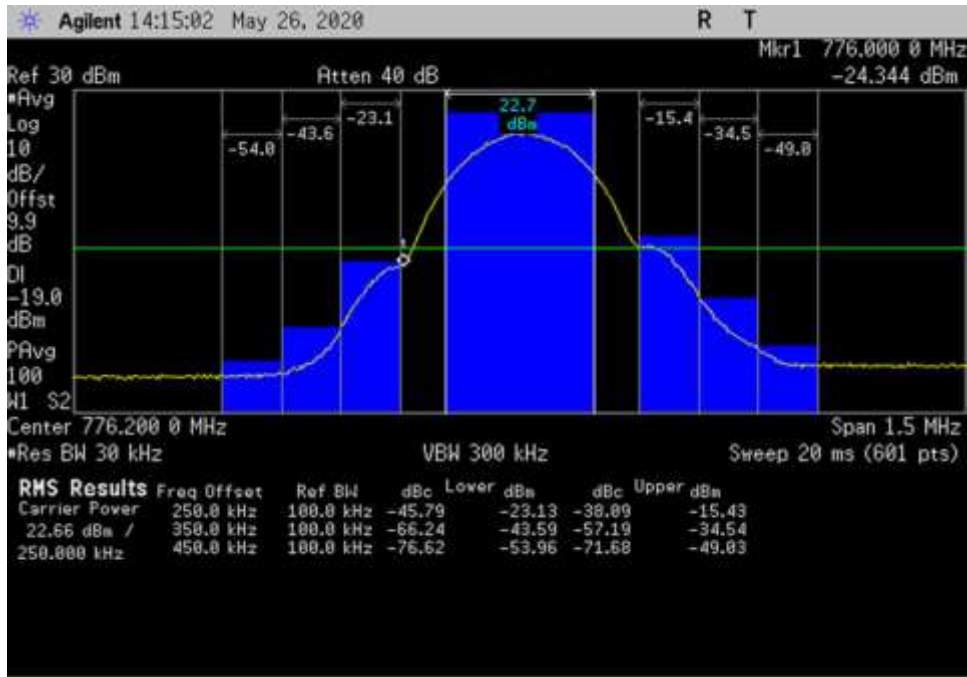 Agilent 14:15:02 May 26, 2020 R T
Mkr1 776.000 0 MHz
Ref 30 dBm Atten 40 dB -24.344 dBm
#Avg
Log
10
dB/
Offst
9.9
dB
DI
-19.0
dBm
PAvg
100
W1 S2
-54.0
-43.6
-23.1
22.7
dBm
-15.4
-34.5
-49.0
1
Center 776.200 0 MHz Span 1.5 MHz
#Res BW 30 kHz VBW 300 kHz Sweep 20 ms (601 pts)
RMS Results Freq Offset Ref BW dBc Lower dBm dBc Upper dBm
Carrier Power 250.0 kHz 100.0 kHz -45.79 -23.13 -38.09 -15.43
22.66 dBm / 350.0 kHz 100.0 kHz -66.24 -43.59 -57.19 -34.54
250.000 kHz 450.0 kHz 100.0 kHz -76.62 -53.96 -71.68 -49.03